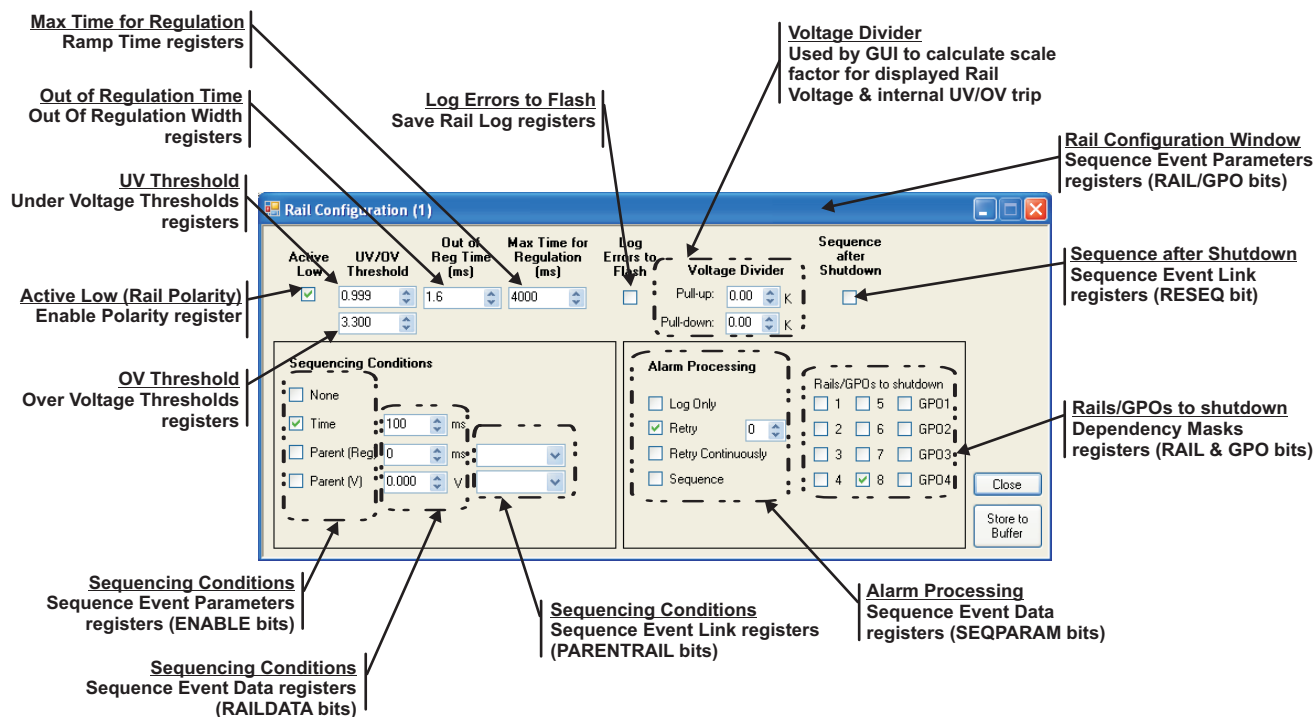 Max Time for Regulation
Ramp Time registers
Out of Regulation Time
Out Of Regulation Width
registers
Log Errors to Flash
Save Rail Log registers
Voltage Divider
Used by GUI to calculate scale
factor for displayed Rail
Voltage & internal UV/OV trip
Rail Configuration Window
Sequence Event Parameters
registers (RAIL/GPO bits)
UV Threshold
Under Voltage Thresholds
registers
Active Low (Rail Polarity)
Enable Polarity register
OV Threshold
Over Voltage Thresholds
registers
Sequence after Shutdown
Sequence Event Link
registers (RESEQ bit)
Rails/GPOs to shutdown
Dependency Masks
registers (RAIL & GPO bits)
Rail Configuration (1)
Active
Low
UV/OV
Threshold
Out of
Reg Time
(ms)
Max Time for
Regulation
(ms)
Log
Errors to
Flash
Voltage Divider
Sequence
after
Shutdown
0.999
1.6
4000
Pull-up: 0.00 K
3.300
Pull-down: 0.00 K
Sequencing Conditions
None
Time 100 ms
Parent (Reg) 0 ms
Parent (V) 0.000 V
Alarm Processing
Log Only
Retry 0
Retry Continuously
Sequence
Rails/GPOs to shutdown
1 5 GPO1
2 6 GPO2
3 7 GPO3
4 8 GPO4
Close
Store to
Buffer
Sequencing Conditions
Sequence Event Parameters
registers (ENABLE bits)
Sequencing Conditions
Sequence Event Data registers
(RAILDATA bits)
Sequencing Conditions
Sequence Event Link registers
(PARENTRAIL bits)
Alarm Processing
Sequence Event Data
registers (SEQPARAM bits)